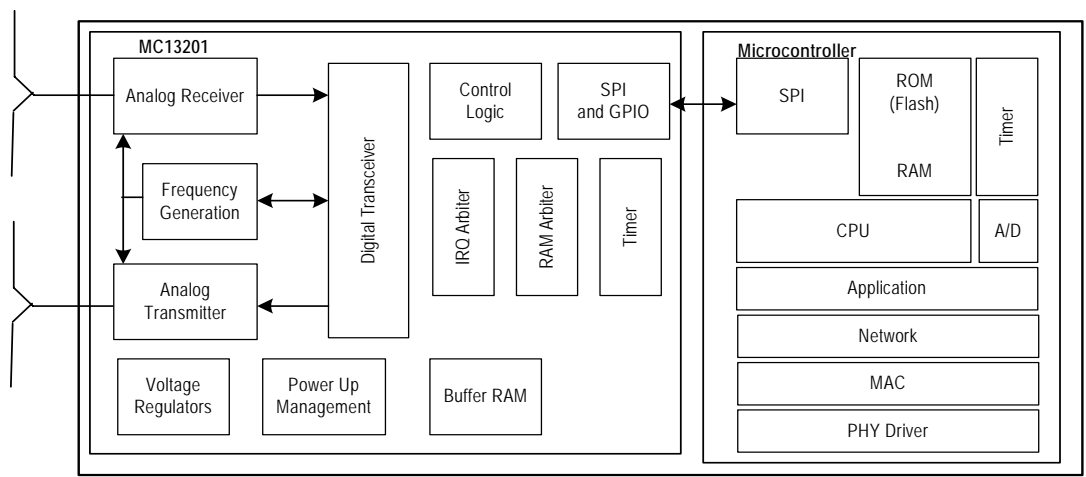 MC13201
Analog Receiver
Frequency
Generation
Analog
Transmitter
Digital Transceiver
Control
Logic
SPI
and GPIO
IRQ Arbiter
RAM Arbiter
Timer
Voltage
Regulators
Power Up
Management
Buffer RAM
Microcontroller
SPI
ROM
(Flash)
RAM
Timer
CPU
A/D
Application
Network
MAC
PHY Driver